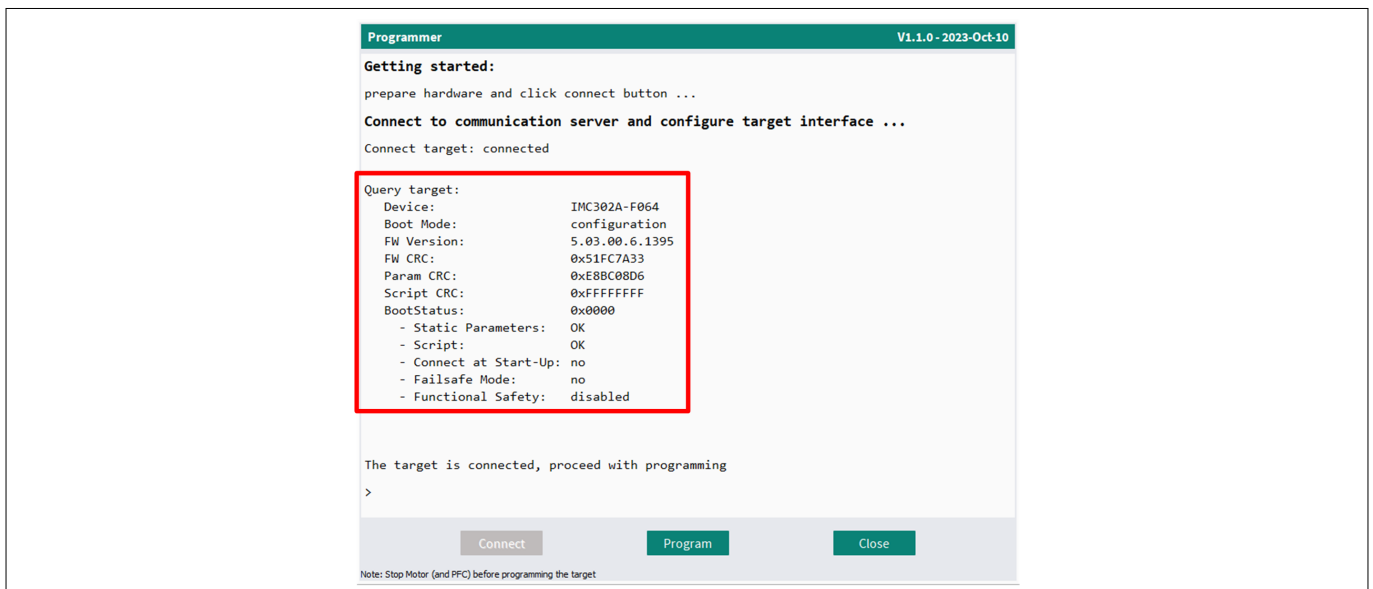 Programmer V1.1.0 - 2023-Oct-10
Getting started:
prepare hardware and click connect button ...
Connect to communication server and configure target interface ...
Connect target: connected
Query target:
Device: IMC302A-F064
Boot Mode: configuration
FW Version: 5.03.00.6.1395
FW CRC: 0x51FC7A33
Param CRC: 0xE8BC08D6
Script CRC: 0xFFFFFFFF
BootStatus: 0x0000
- Static Parameters: OK
- Script: OK
- Connect at Start-Up: no
- Failsafe Mode: no
- Functional Safety: disabled
The target is connected, proceed with programming
>
Connect Program Close
Note: Stop Motor (and PFC) before programming the target